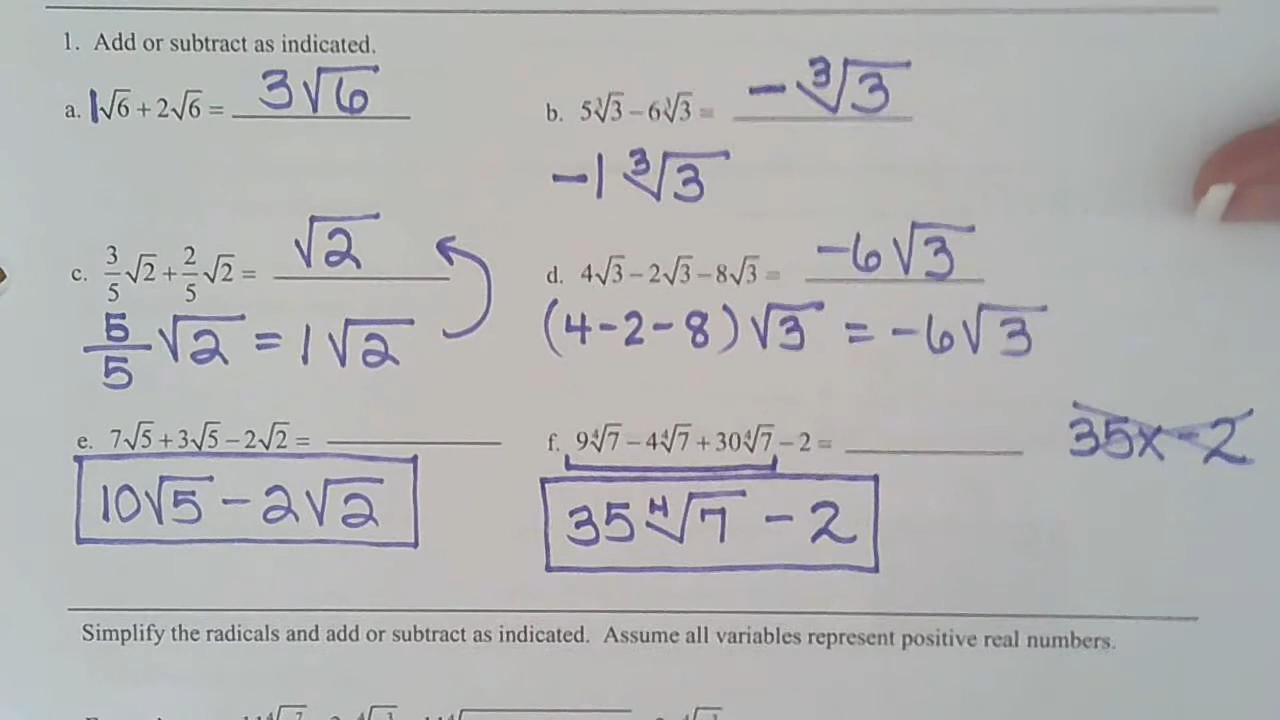 1. Add or subtract as indicated.
a. 1√6 + 2√6 = 3√6
b. 5∛3 − 6∛3 = −∛3
−1∛3
c. 3/5 √2 + 2/5 √2 = √2
5/5 √2 = 1√2
d. 4√3 − 2√3 − 8√3 = −6√3
(4−2−8)√3 = −6√3
e. 7√5 + 3√5 − 2√2 =
10√5 − 2√2
f. 9∜7 − 4∜7 + 30∜7 − 2 =
35x − 2
35∜7 − 2
Simplify the radicals and add or subtract as indicated. Assume all variables represent positive real numbers.